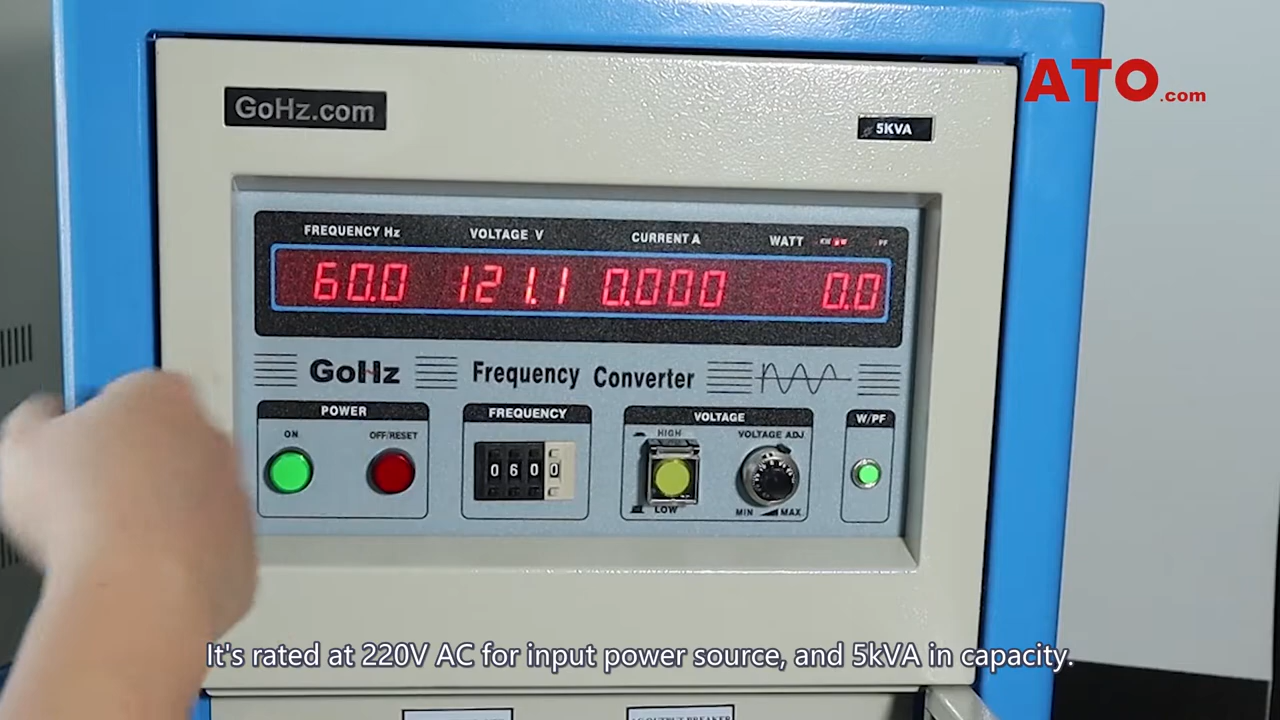 ATO.com
GoHz.com
5KVA
FREQUENCY Hz VOLTAGE V CURRENT A WATT
60.0 121.1 0.000 0.0
GoHz Frequency Converter
POWER FREQUENCY VOLTAGE W/PF
ON OFF/RESET HIGH VOLTAGE ADJ
0600
LOW MIN MAX
It's rated at 220V AC for input power source, and 5kVA in capacity.